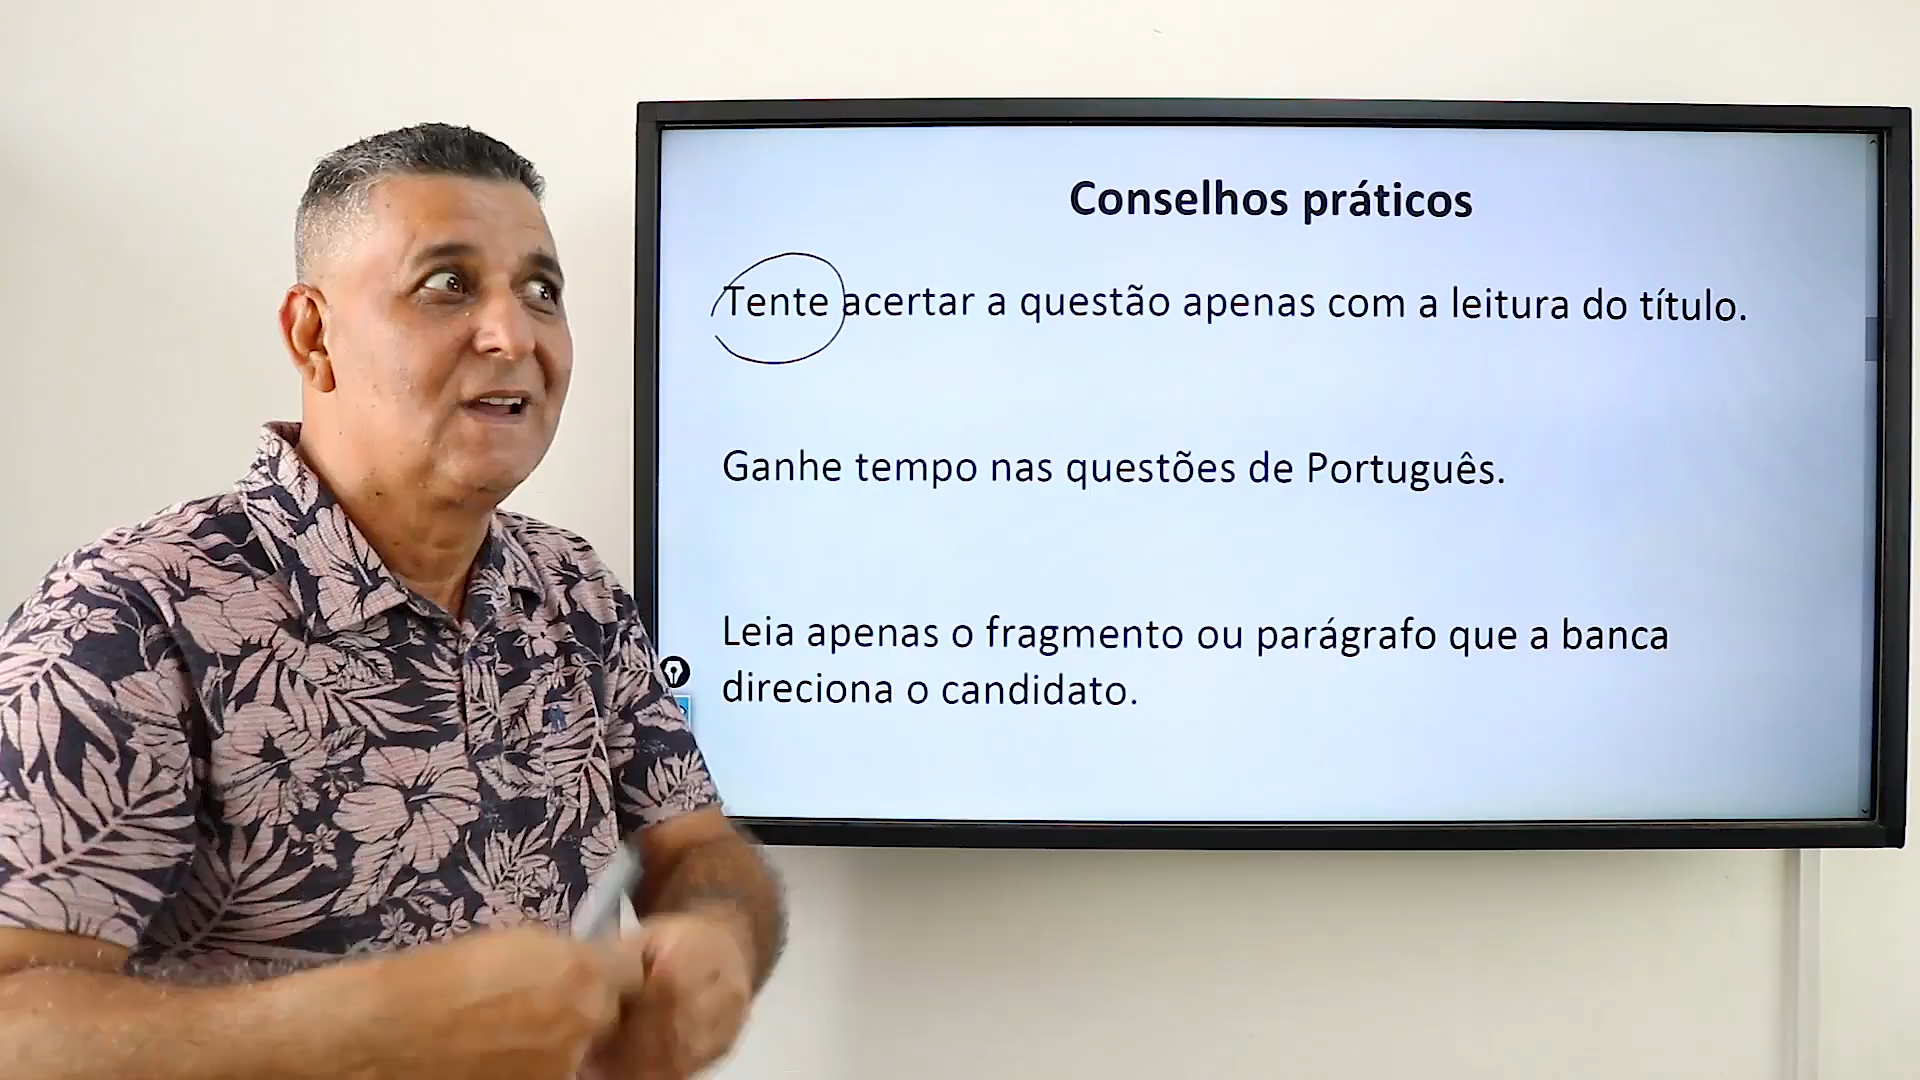 Conselhos práticos
Tente acertar a questão apenas com a leitura do título.
Ganhe tempo nas questões de Português.
Leia apenas o fragmento ou parágrafo que a banca
direciona o candidato.